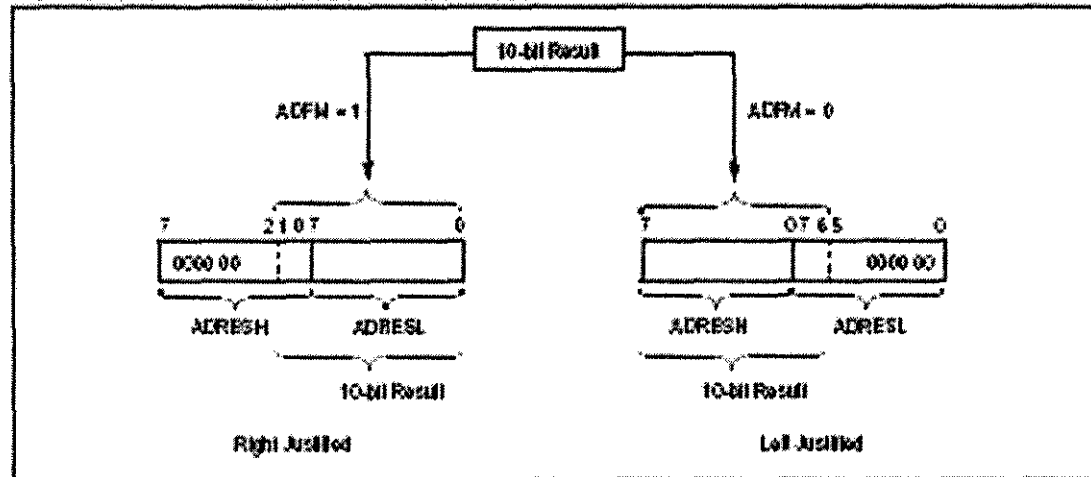 10-bit Result
ADFM = 1
ADFM = 0
7 2 1 0 7 0
7 0 7 6 5 0
0000 00
0000 00
ADRESH ADRESL
ADRESH ADRESL
10-bit Result
10-bit Result
Right Justified
Left Justified